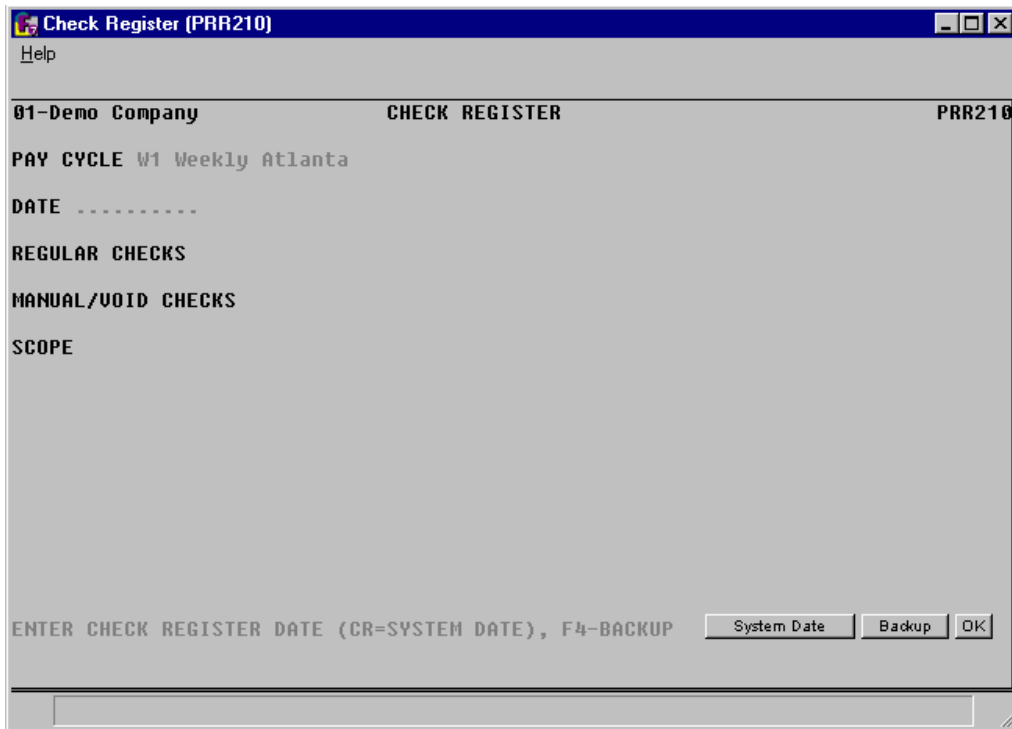 Check Register (PRR210)
Help
01-Demo Company CHECK REGISTER PRR210
PAY CYCLE W1 Weekly Atlanta
DATE ..........
REGULAR CHECKS
MANUAL/VOID CHECKS
SCOPE
ENTER CHECK REGISTER DATE (CR=SYSTEM DATE), F4-BACKUP System Date Backup OK